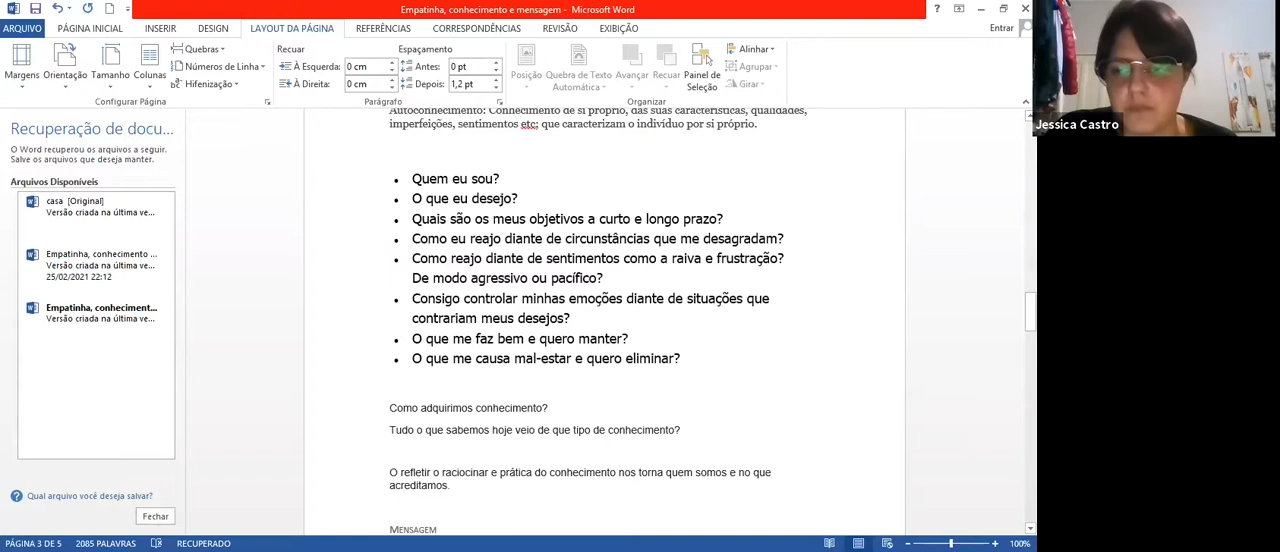 Empatinha, conhecimento e mensagem - Microsoft Word
ARQUIVO PÁGINA INICIAL INSERIR DESIGN LAYOUT DA PÁGINA REFERÊNCIAS CORRESPONDÊNCIAS REVISÃO EXIBIÇÃO Entrar
Margens Orientação Tamanho Colunas
Quebras
Números de Linha
Hifenização
Configurar Página
Recuar Espaçamento
À Esquerda: 0 cm Antes: 0 pt
À Direita: 0 cm Depois: 1,2 pt
Parágrafo
Posição Quebra de Texto Automática Avançar Recuar Painel de Seleção
Alinhar
Agrupar
Girar
Organizar
Recuperação de docu...
O Word recuperou os arquivos a seguir.
Salve os arquivos que deseja manter.
Arquivos Disponíveis
casa [Original]
Versão criada na última ve...
Empatinha, conhecimento ...
Versão criada na última ve...
25/02/2021 22:12
Empatinha, conheciment...
Versão criada na última ve...
Qual arquivo você deseja salvar?
Fechar
Autoconhecimento: Conhecimento de si próprio, das suas características, qualidades,
imperfeições, sentimentos etc; que caracterizam o indivíduo por si próprio.
• Quem eu sou?
• O que eu desejo?
• Quais são os meus objetivos a curto e longo prazo?
• Como eu reajo diante de circunstâncias que me desagradam?
• Como reajo diante de sentimentos como a raiva e frustração?
De modo agressivo ou pacífico?
• Consigo controlar minhas emoções diante de situações que
contrariam meus desejos?
• O que me faz bem e quero manter?
• O que me causa mal-estar e quero eliminar?
Como adquirimos conhecimento?
Tudo o que sabemos hoje veio de que tipo de conhecimento?
O refletir o raciocinar e prática do conhecimento nos torna quem somos e no que
acreditamos.
MENSAGEM
PÁGINA 3 DE 5 2085 PALAVRAS RECUPERADO 100%
Jessica Castro